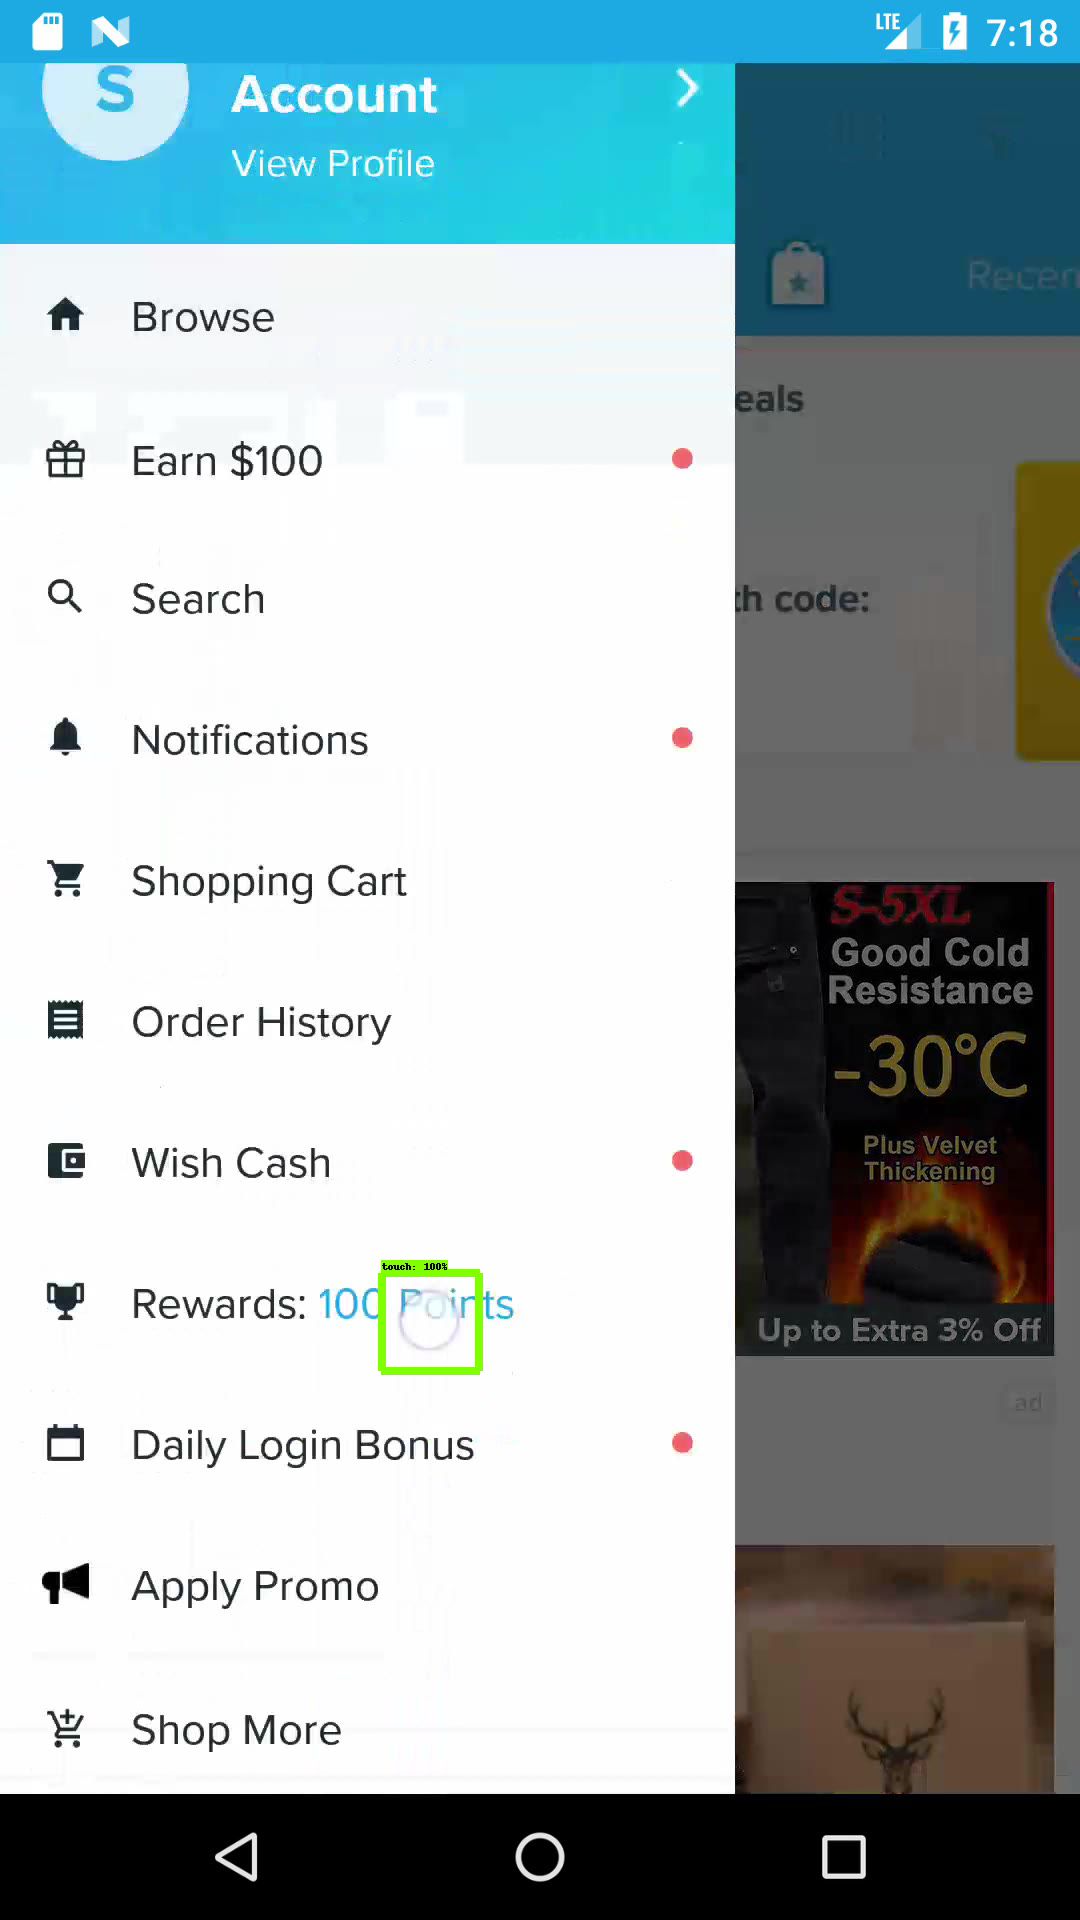 LTE 7:18
S
Account
View Profile
Recen
Browse
eals
Earn $100
Search
th code:
Notifications
Shopping Cart
S-5XL
Good Cold
Resistance
Order History
-30°C
Plus Velvet
Thickening
Wish Cash
touch: 100%
Rewards: 100 Points
Up to Extra 3% Off
ad
Daily Login Bonus
Apply Promo
Shop More